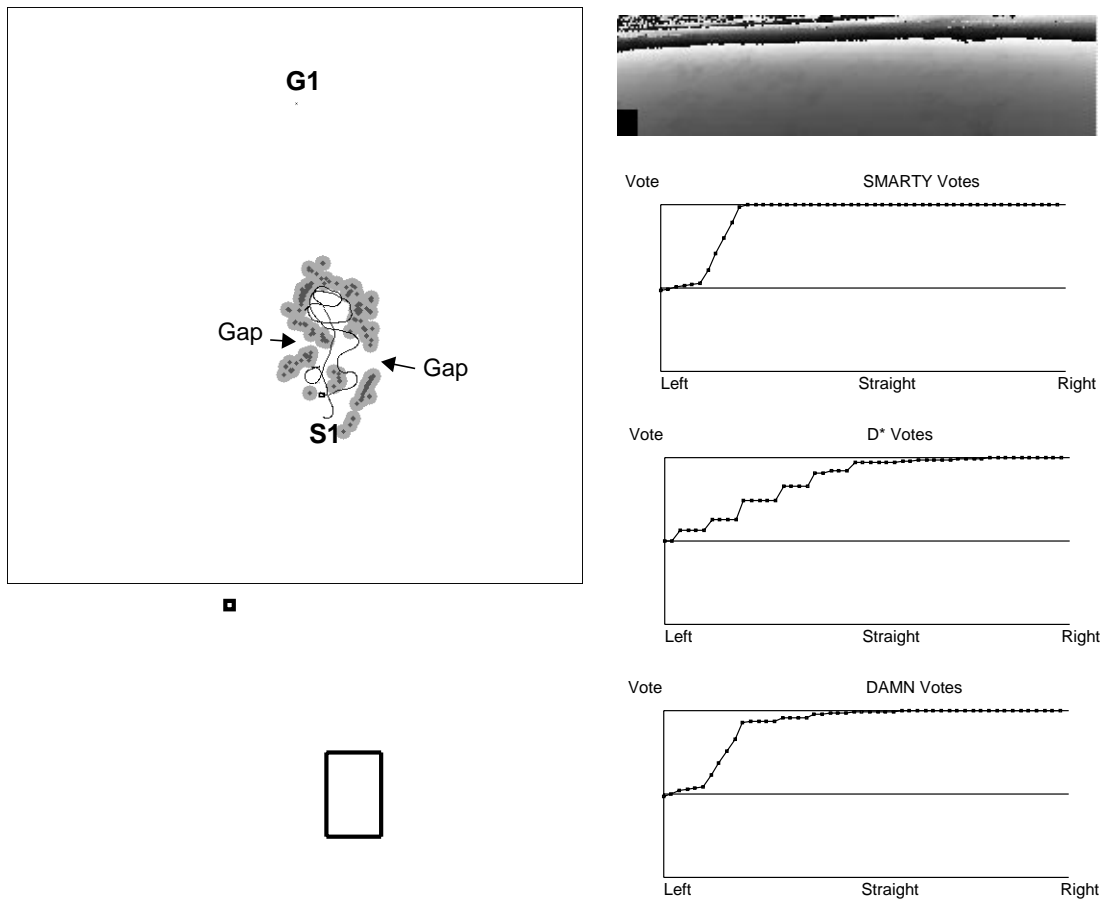 G1
Gap
Gap
S1
Vote SMARTY Votes
Left Straight Right
Vote D* Votes
Left Straight Right
Vote DAMN Votes
Left Straight Right